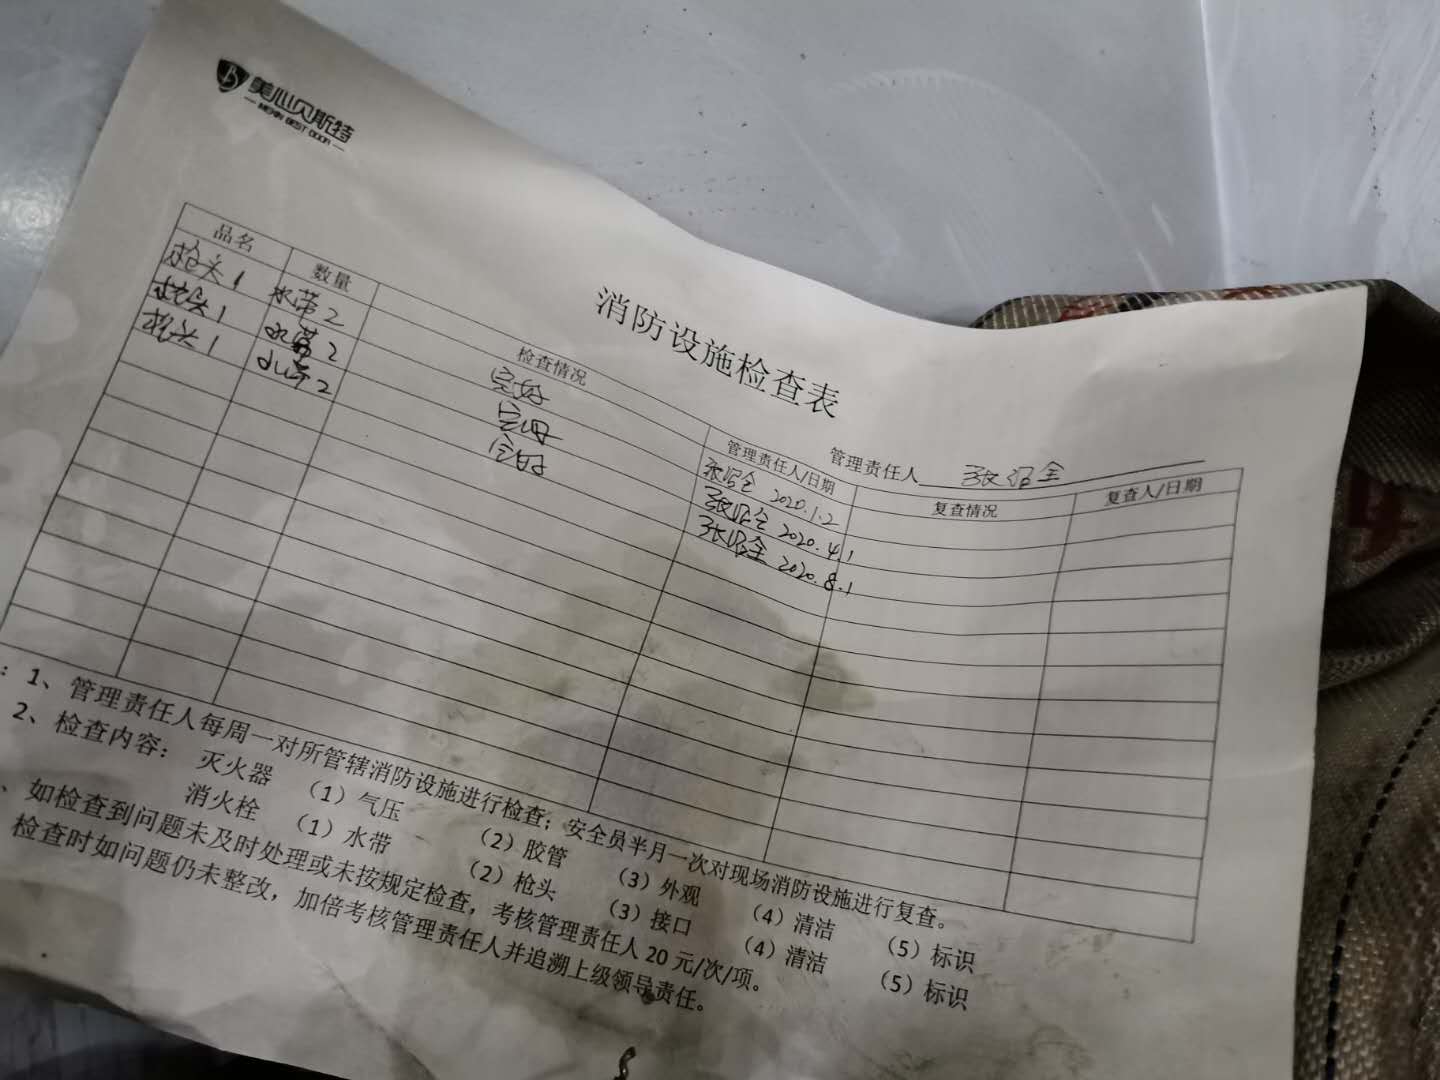 美心贝斯特
MEXIN BEST DOOR
消防设施检查表
管理责任人 张绍全
品名 数量 检查情况 管理责任人/日期 复查情况 复查人/日期
枪头1 水带2 完好 张绍全 2020.1.2
枪头1 水带2 完好 张绍全 2020.4.1
枪头1 水带2 完好 张绍全 2020.8.1
：1、管理责任人每周一对所管辖消防设施进行检查；安全员半月一次对现场消防设施进行复查。
2、检查内容： 灭火器 （1）气压 （2）胶管 （3）外观 （4）清洁 （5）标识
消火栓 （1）水带 （2）枪头 （3）接口 （4）清洁 （5）标识
、如检查到问题未及时处理或未按规定检查，考核管理责任人20元/次/项。
检查时如问题仍未整改，加倍考核管理责任人并追溯上级领导责任。